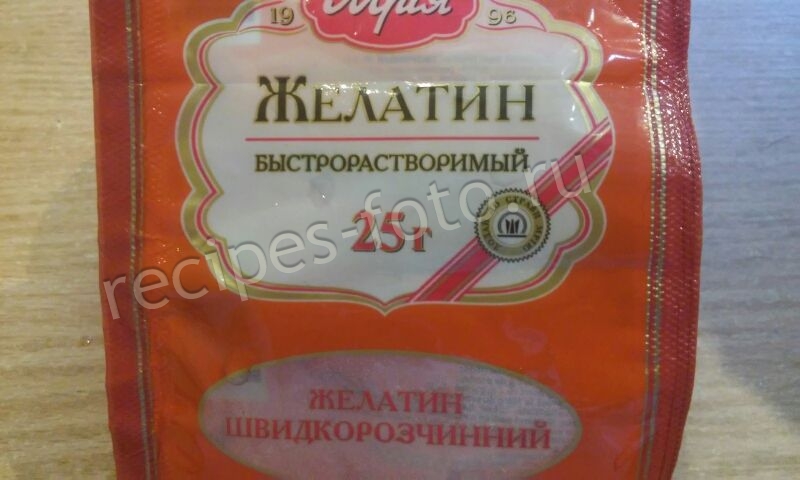 19 96
ЖЕЛАТИН
БЫСТРОРАСТВОРИМЫЙ
25г
recipes-foto.ru
ЖЕЛАТИН
ШВИДКОРОЗЧИННИЙ